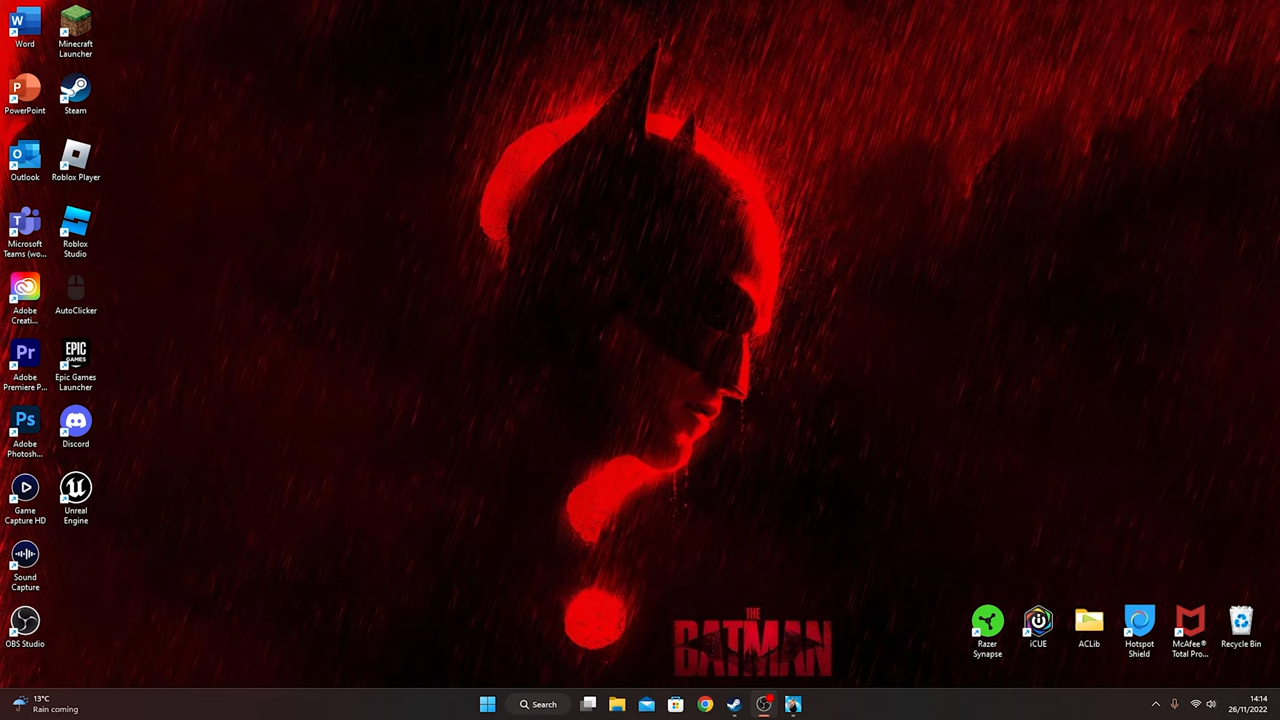 Word
Minecraft
Launcher
PowerPoint
Steam
Outlook
Roblox Player
Microsoft
Teams (wo...
Roblox
Studio
Adobe
Creati...
AutoClicker
Pr
Adobe
Premiere P...
EPIC
GAMES
Epic Games
Launcher
Ps
Adobe
Photosh...
Discord
Game
Capture HD
Unreal
Engine
Sound
Capture
OBS Studio
THE
BATMAN
Razer
Synapse
iCUE
ACLib
Hotspot
Shield
McAfee®
Total Pro...
Recycle Bin
13°C
Rain coming
Search
14:14
26/11/2022